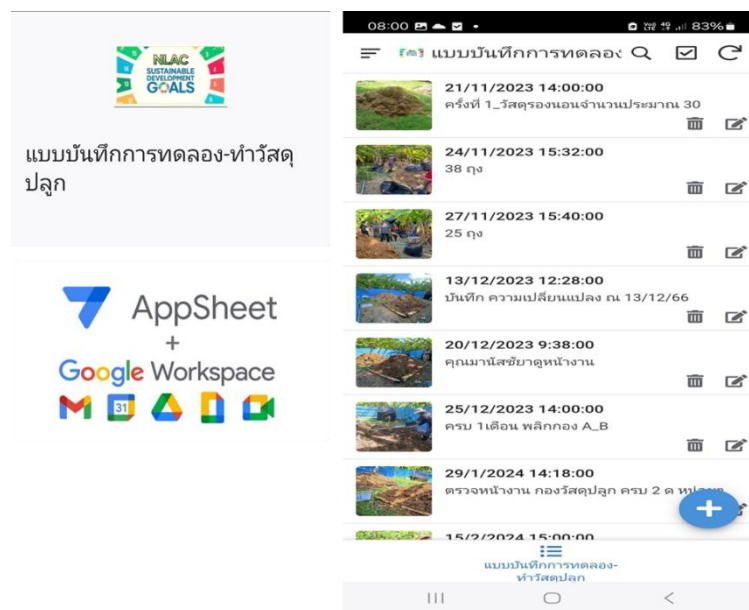 NLAC
SUSTAINABLE
DEVELOPMENT
GOALS
แบบบันทึกการทดลอง-ทำวัสดุ
ปลูก
AppSheet
+
Google Workspace
31
08:00
83%
แบบบันทึกการทดลอง
21/11/2023 14:00:00
ครั้งที่ 1_วัสดุรองนอนจำนวนประมาณ 30
24/11/2023 15:32:00
38 ถุง
27/11/2023 15:40:00
25 ถุง
13/12/2023 12:28:00
บันทึก ความเปลี่ยนแปลง ณ 13/12/66
20/12/2023 9:38:00
คุณมานัสชัยาดูหน้างาน
25/12/2023 14:00:00
ครบ 1เดือน พลิกกอง A_B
29/1/2024 14:18:00
ตรวจหน้างาน กองวัสดุปลูก ครบ 2 ด
15/2/2024 15:00:00
แบบบันทึกการทดลอง-
ทำวัสดุปลูก